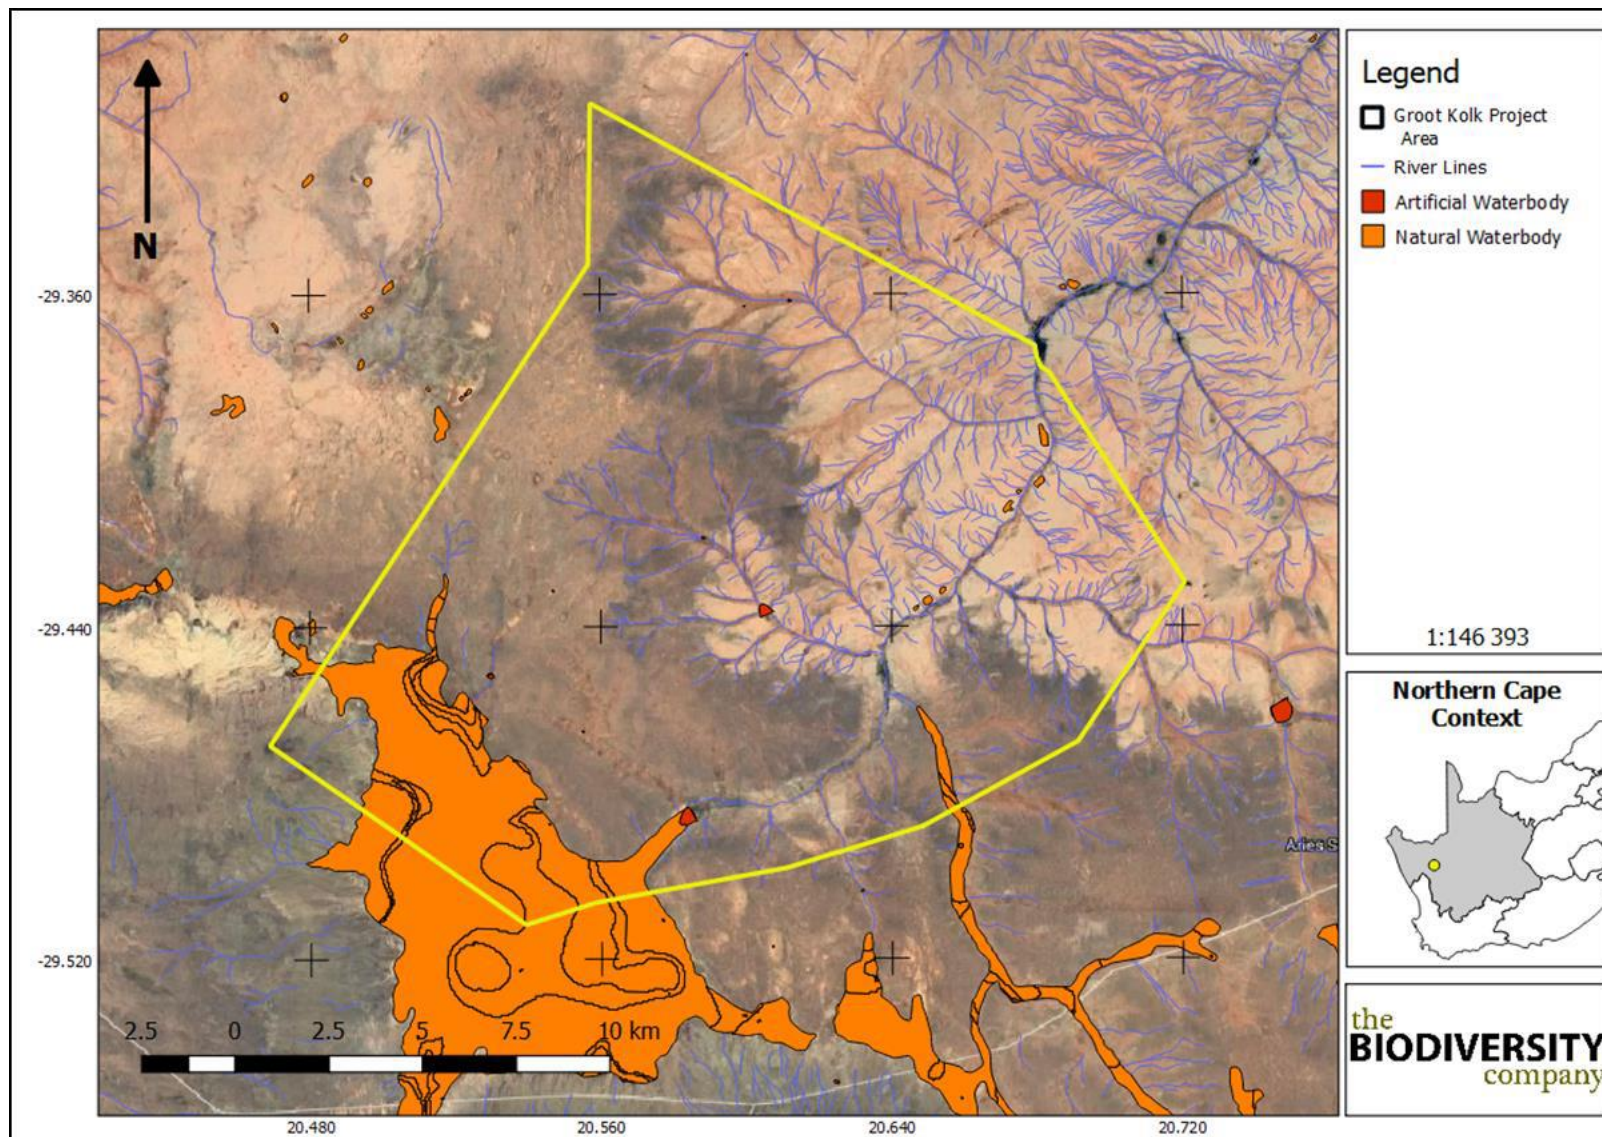 N
-29.360
-29.440
-29.520
Aries S
2.5 0 2.5 5 7.5 10 km
20.480 20.560 20.640 20.720
Legend
Groot Kolk Project
Area
River Lines
Artificial Waterbody
Natural Waterbody
1:146 393
Northern Cape
Context
the
BIODIVERSITY
company